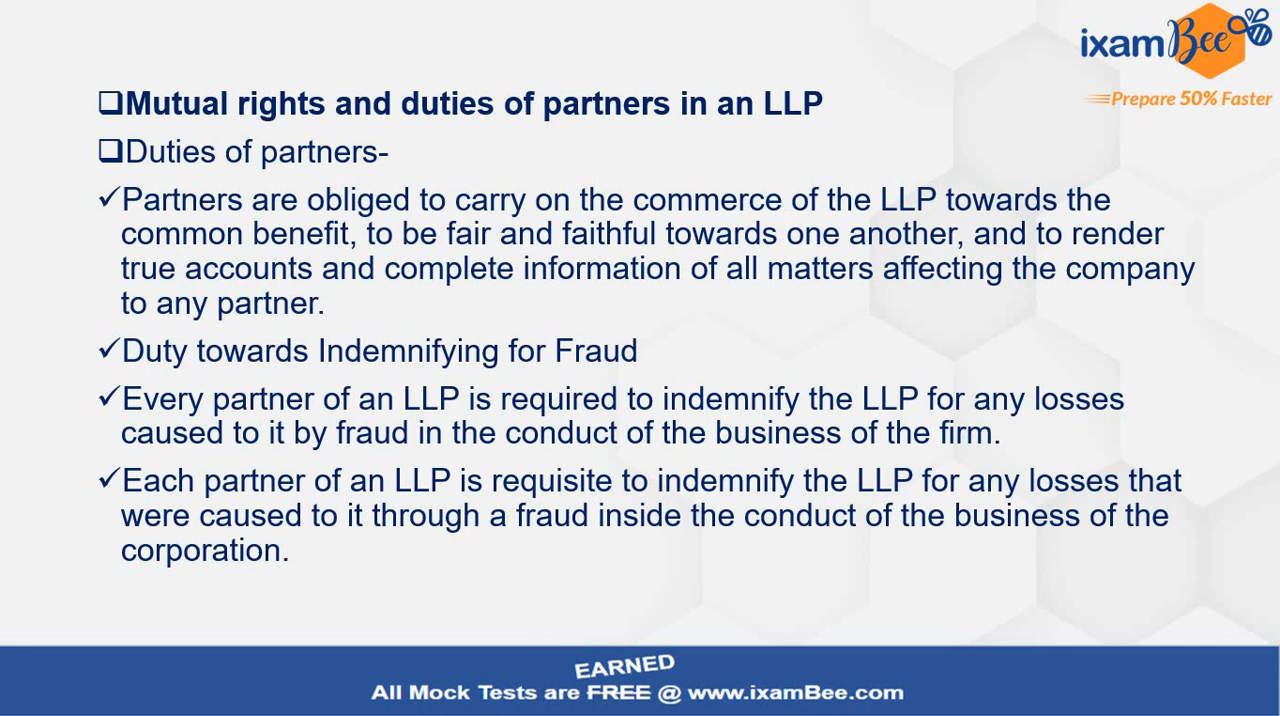 ixamBee
Prepare 50% Faster
❑Mutual rights and duties of partners in an LLP
❑Duties of partners-
✓Partners are obliged to carry on the commerce of the LLP towards the
common benefit, to be fair and faithful towards one another, and to render
true accounts and complete information of all matters affecting the company
to any partner.
✓Duty towards Indemnifying for Fraud
✓Every partner of an LLP is required to indemnify the LLP for any losses
caused to it by fraud in the conduct of the business of the firm.
✓Each partner of an LLP is requisite to indemnify the LLP for any losses that
were caused to it through a fraud inside the conduct of the business of the
corporation.
EARNED
All Mock Tests are FREE @ www.ixamBee.com